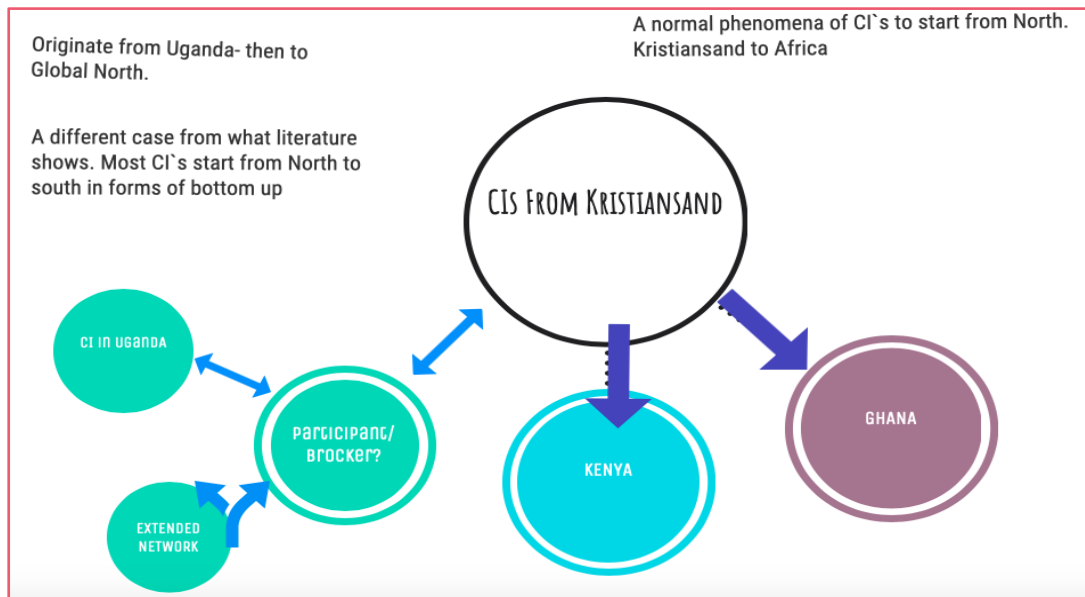 Originate from Uganda- then to
Global North.
A different case from what literature
shows. Most CI`s start from North to
south in forms of bottom up
A normal phenomena of CI`s to start from North.
Kristiansand to Africa
CIs From Kristiansand
CI in Uganda
Participant/
Brocker?
EXTENDED
NETWORK
KENYA
GHANA